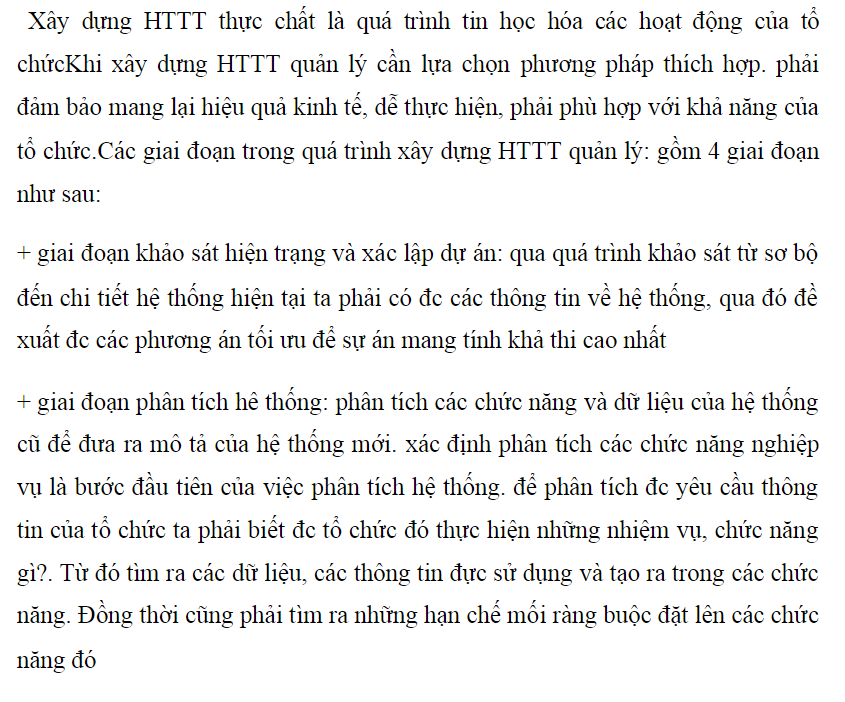 Xây dựng HTTT thực chất là quá trình tin học hóa các hoạt động của tổ
chứcKhi xây dựng HTTT quản lý cần lựa chọn phương pháp thích hợp. phải
đảm bảo mang lại hiệu quả kinh tế, dễ thực hiện, phải phù hợp với khả năng của
tổ chức.Các giai đoạn trong quá trình xây dựng HTTT quản lý: gồm 4 giai đoạn
như sau:
+ giai đoạn khảo sát hiện trạng và xác lập dự án: qua quá trình khảo sát từ sơ bộ
đến chi tiết hệ thống hiện tại ta phải có đc các thông tin về hệ thống, qua đó đề
xuất đc các phương án tối ưu để sự án mang tính khả thi cao nhất
+ giai đoạn phân tích hê thống: phân tích các chức năng và dữ liệu của hệ thống
cũ để đưa ra mô tả của hệ thống mới. xác định phân tích các chức năng nghiệp
vụ là bước đầu tiên của việc phân tích hệ thống. để phân tích đc yêu cầu thông
tin của tổ chức ta phải biết đc tổ chức đó thực hiện những nhiệm vụ, chức năng
gì?. Từ đó tìm ra các dữ liệu, các thông tin đực sử dụng và tạo ra trong các chức
năng. Đồng thời cũng phải tìm ra những hạn chế mối ràng buộc đặt lên các chức
năng đó